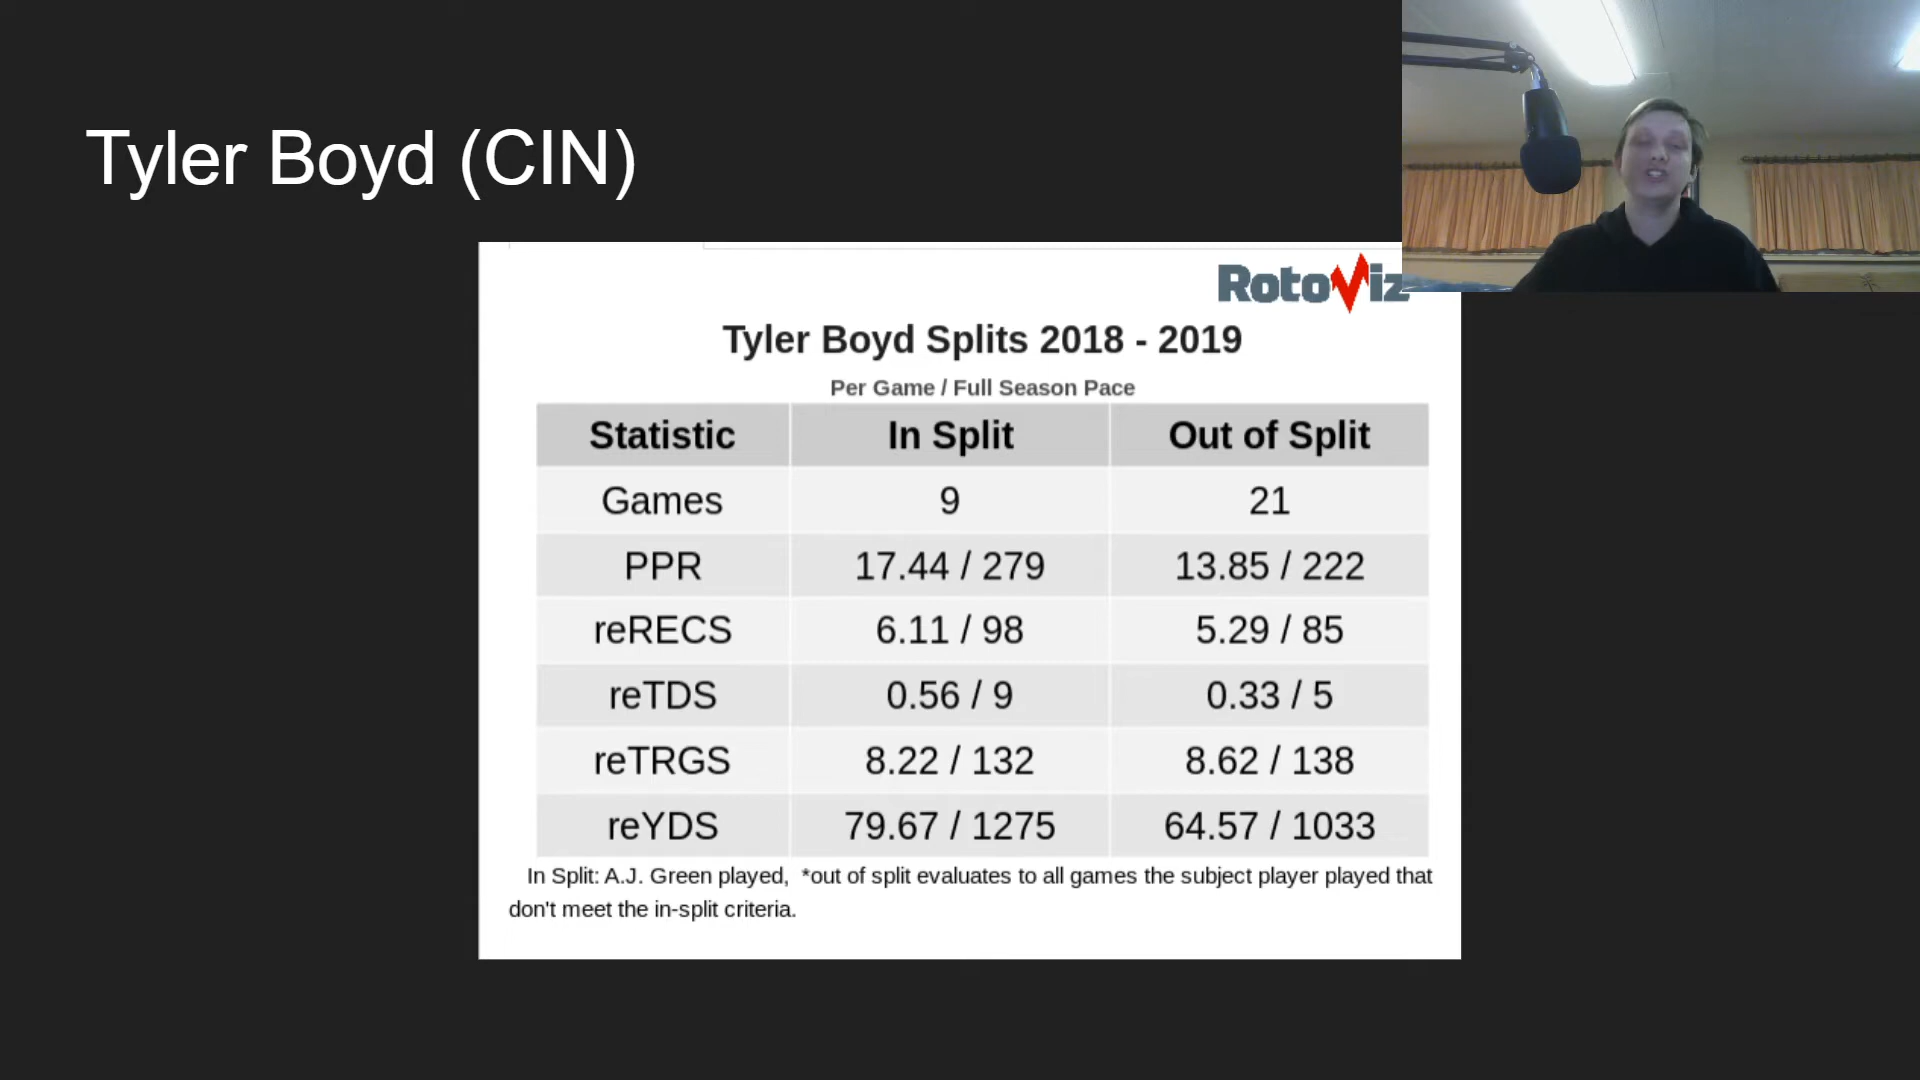 Tyler Boyd (CIN)
RotoViz
Tyler Boyd Splits 2018 - 2019
Per Game / Full Season Pace
Statistic In Split Out of Split
Games 9 21
PPR 17.44 / 279 13.85 / 222
reRECS 6.11 / 98 5.29 / 85
reTDS 0.56 / 9 0.33 / 5
reTRGS 8.22 / 132 8.62 / 138
reYDS 79.67 / 1275 64.57 / 1033
In Split: A.J. Green played, *out of split evaluates to all games the subject player played that
don't meet the in-split criteria.